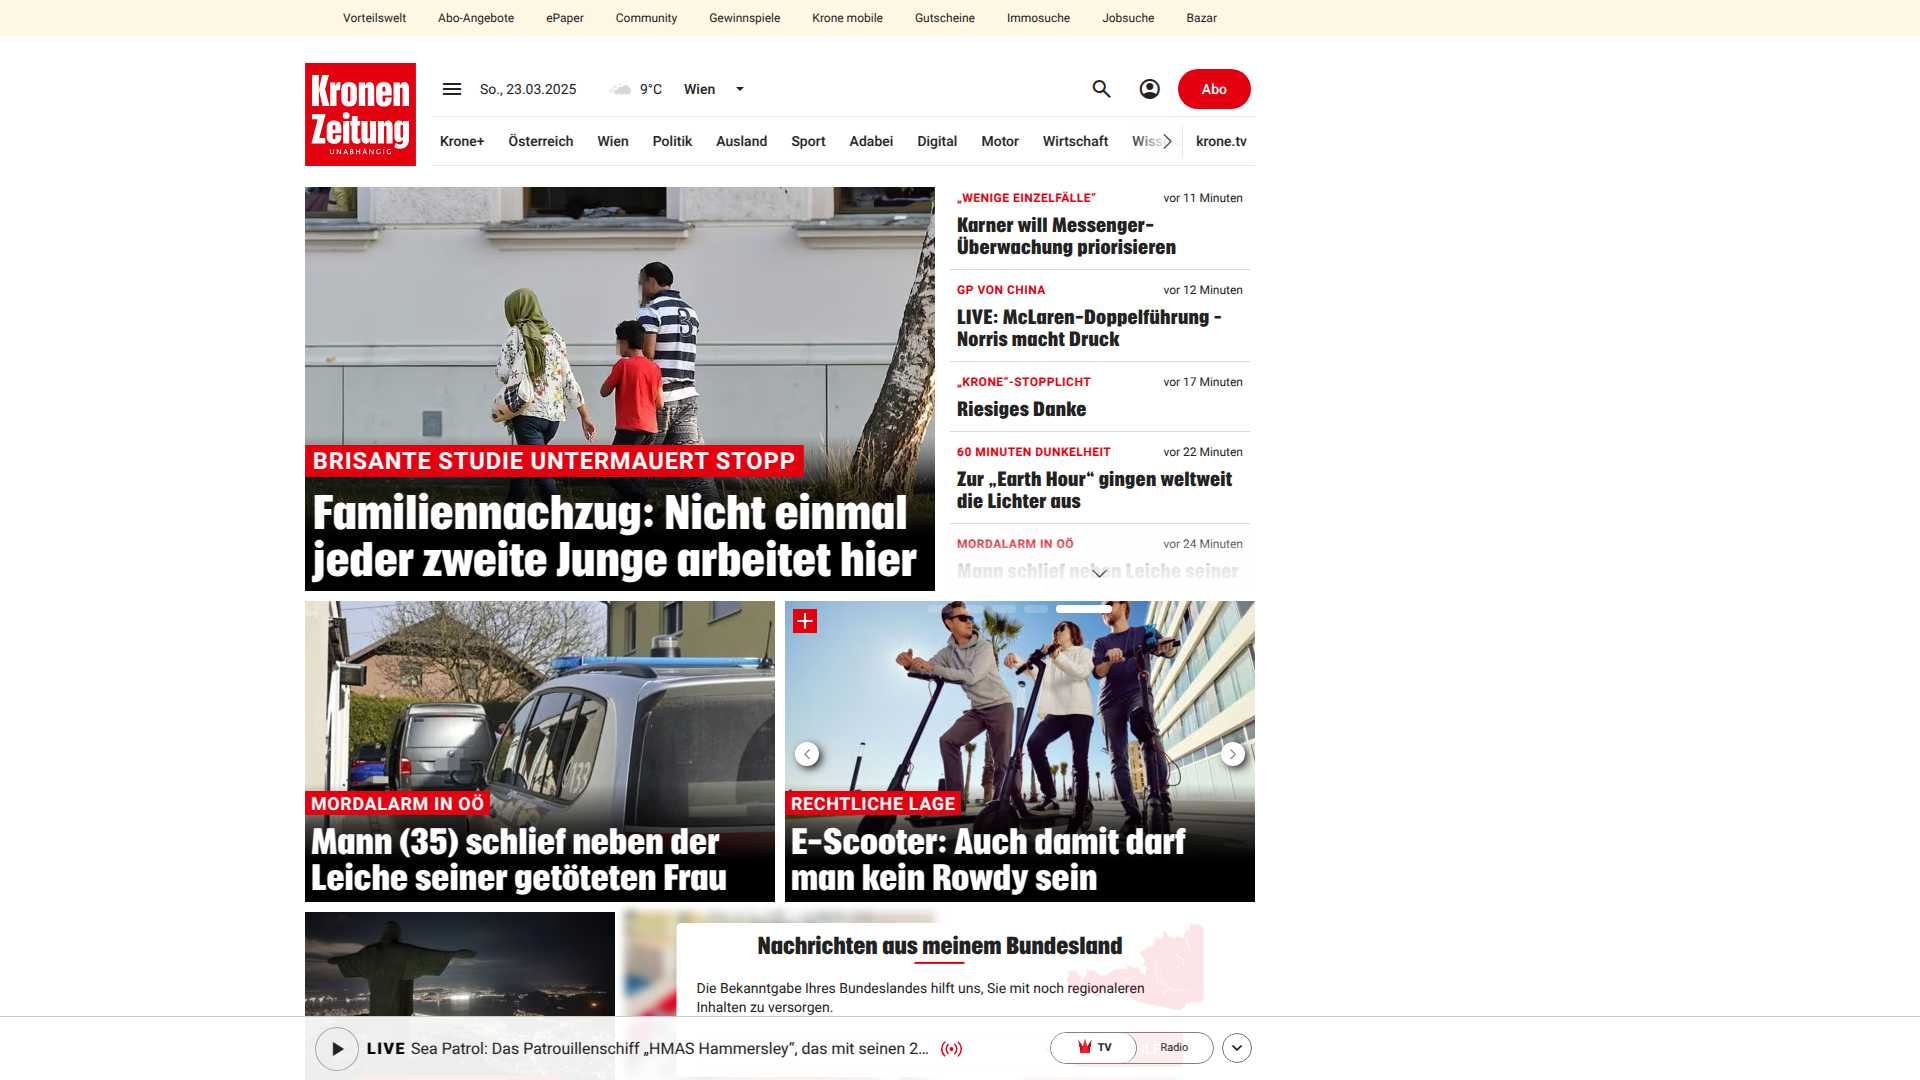 Vorteilswelt Abo-Angebote ePaper Community Gewinnspiele Krone mobile Gutscheine Immosuche Jobsuche Bazar
Kronen
Zeitung
UNABHÄNGIG
So., 23.03.2025 9°C Wien Abo
Krone+ Österreich Wien Politik Ausland Sport Adabei Digital Motor Wirtschaft krone.tv
BRISANTE STUDIE UNTERMAUERT STOPP
Familiennachzug: Nicht einmal
jeder zweite Junge arbeitet hier
„WENIGE EINZELFÄLLE“ vor 11 Minuten
Karner will Messenger-
Überwachung priorisieren
GP VON CHINA vor 12 Minuten
LIVE: McLaren-Doppelführung -
Norris macht Druck
„KRONE“-STOPPLICHT vor 17 Minuten
Riesiges Danke
60 MINUTEN DUNKELHEIT vor 22 Minuten
Zur „Earth Hour“ gingen weltweit
die Lichter aus
MORDALARM IN OÖ vor 24 Minuten
Mann schlief neben Leiche seiner
MORDALARM IN OÖ
Mann (35) schlief neben der
Leiche seiner getöteten Frau
RECHTLICHE LAGE
E-Scooter: Auch damit darf
man kein Rowdy sein
Nachrichten aus meinem Bundesland
Die Bekanntgabe Ihres Bundeslandes hilft uns, Sie mit noch regionaleren
Inhalten zu versorgen.
LIVE Sea Patrol: Das Patrouillenschiff „HMAS Hammersley“, das mit seinen 2... TV Radio